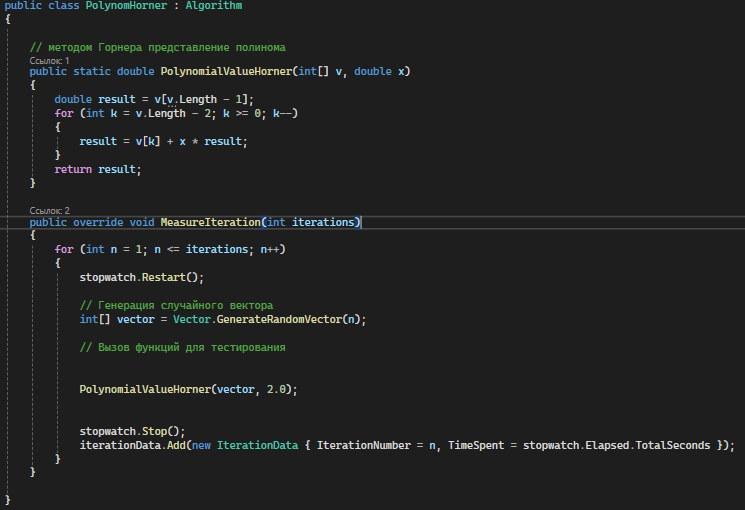 public class PolynomHorner : Algorithm
{
// методом Горнера представление полинома
Ссылок: 1
public static double PolynomialValueHorner(int[] v, double x)
{
double result = v[v.Length - 1];
for (int k = v.Length - 2; k >= 0; k--)
{
result = v[k] + x * result;
}
return result;
}
Ссылок: 2
public override void MeasureIteration(int iterations)
{
for (int n = 1; n <= iterations; n++)
{
stopwatch.Restart();
// Генерация случайного вектора
int[] vector = Vector.GenerateRandomVector(n);
// Вызов функций для тестирования
PolynomialValueHorner(vector, 2.0);
stopwatch.Stop();
iterationData.Add(new IterationData { IterationNumber = n, TimeSpent = stopwatch.Elapsed.TotalSeconds });
}
}
}